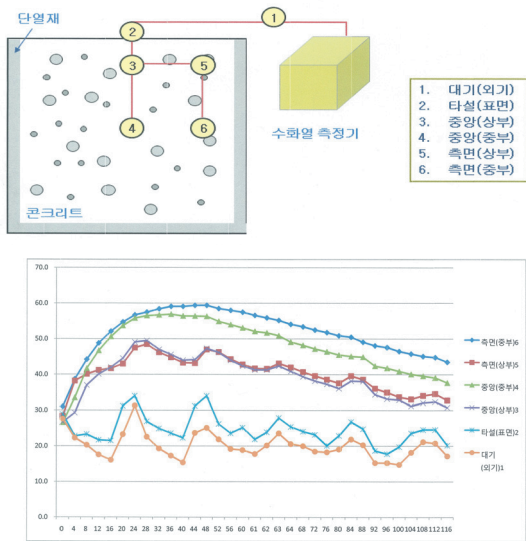 단열재
1
2
3
5
4
6
콘크리트
수화열 측정기
1. 대기(외기)
2. 타설(표면)
3. 중앙(상부)
4. 중앙(중부)
5. 측면(상부)
6. 측면(중부)
70.0
60.0
50.0
40.0
30.0
20.0
10.0
0.0
0 4 8 12 16 20 24 28 32 36 40 44 48 52 56 60 62 64 68 72 76 80 84 88 92 96 100 104 108 112 116
측면(중부)6
측면(상부)5
중앙(중부)4
중앙(상부)3
타설(표면)2
대기
(외기)1